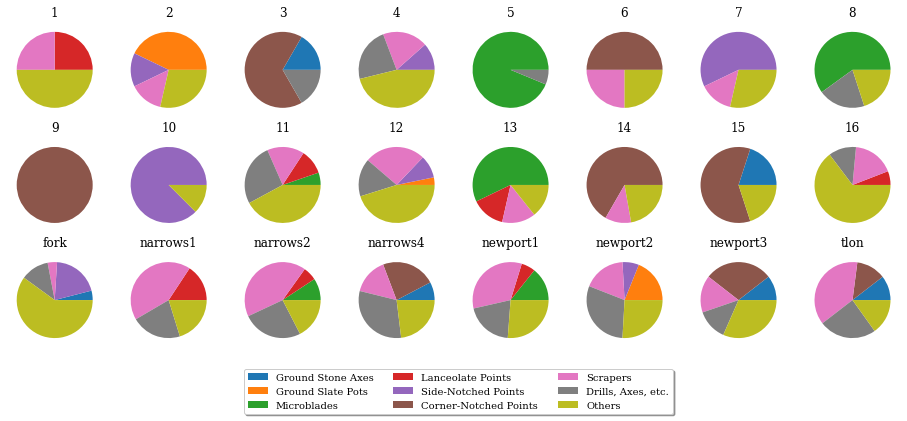 1 2 3 4 5 6 7 8
9 10 11 12 13 14 15 16
fork narrows1 narrows2 narrows4 newport1 newport2 newport3 tlon
Ground Stone Axes Lanceolate Points Scrapers
Ground Slate Pots Side-Notched Points Drills, Axes, etc.
Microblades Corner-Notched Points Others